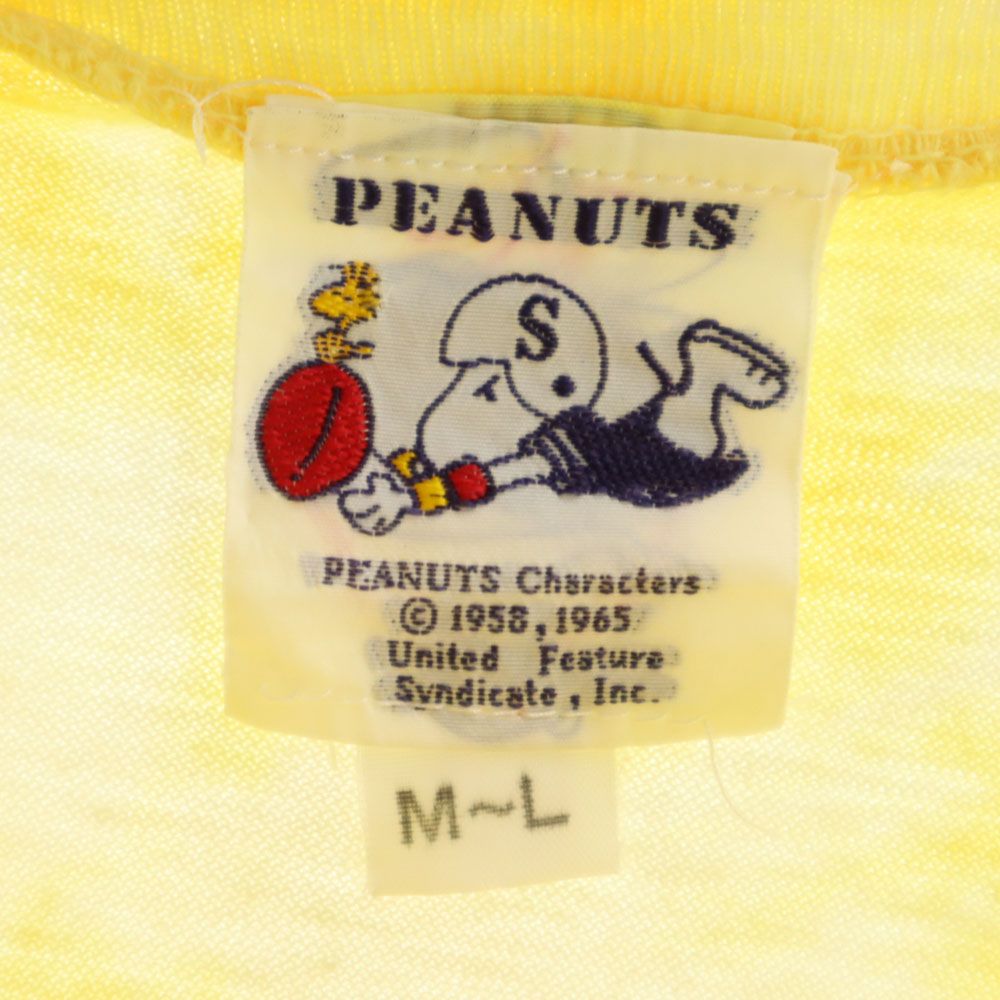 PEANUTS
S
PEANUTS Characters
© 1958, 1965
United Feature
Syndicate, Inc.
M~L